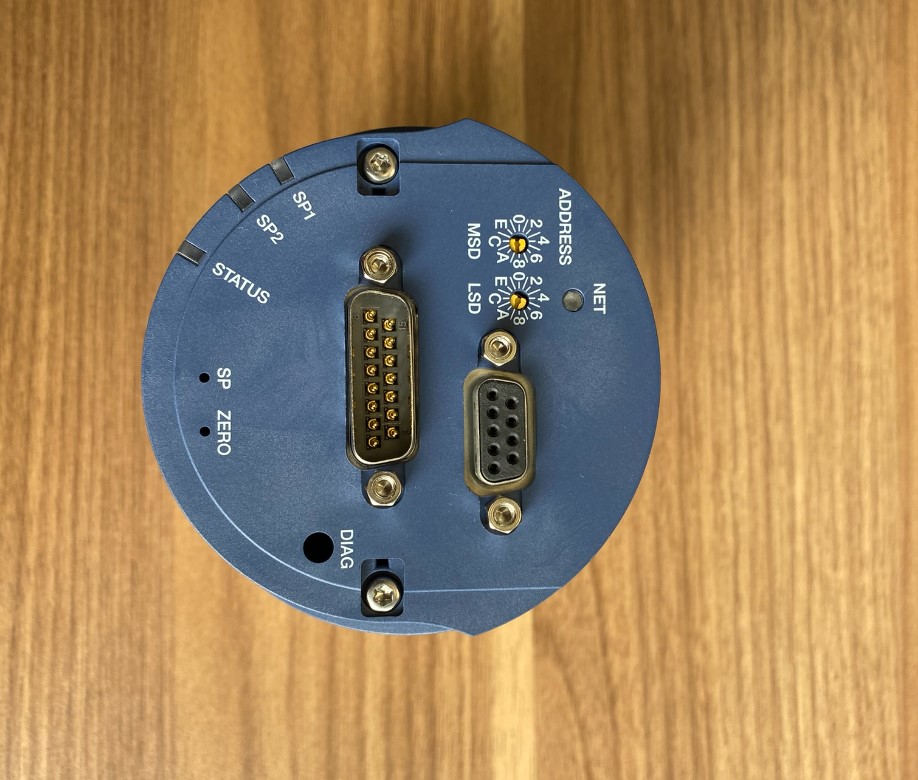 ADDRESS
NET
0 2 4 6 8 A C E
MSD
0 2 4 6 8 A C E
LSD
SP1
SP2
STATUS
SP
ZERO
DIAG